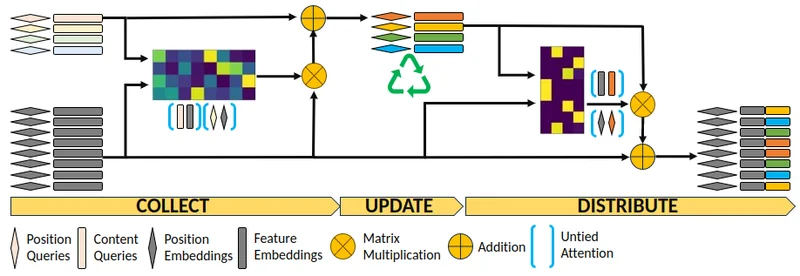 COLLECT
UPDATE
DISTRIBUTE
Position
Queries
Content
Queries
Position
Embeddings
Feature
Embeddings
Matrix
Multiplication
Addition
Untied
Attention